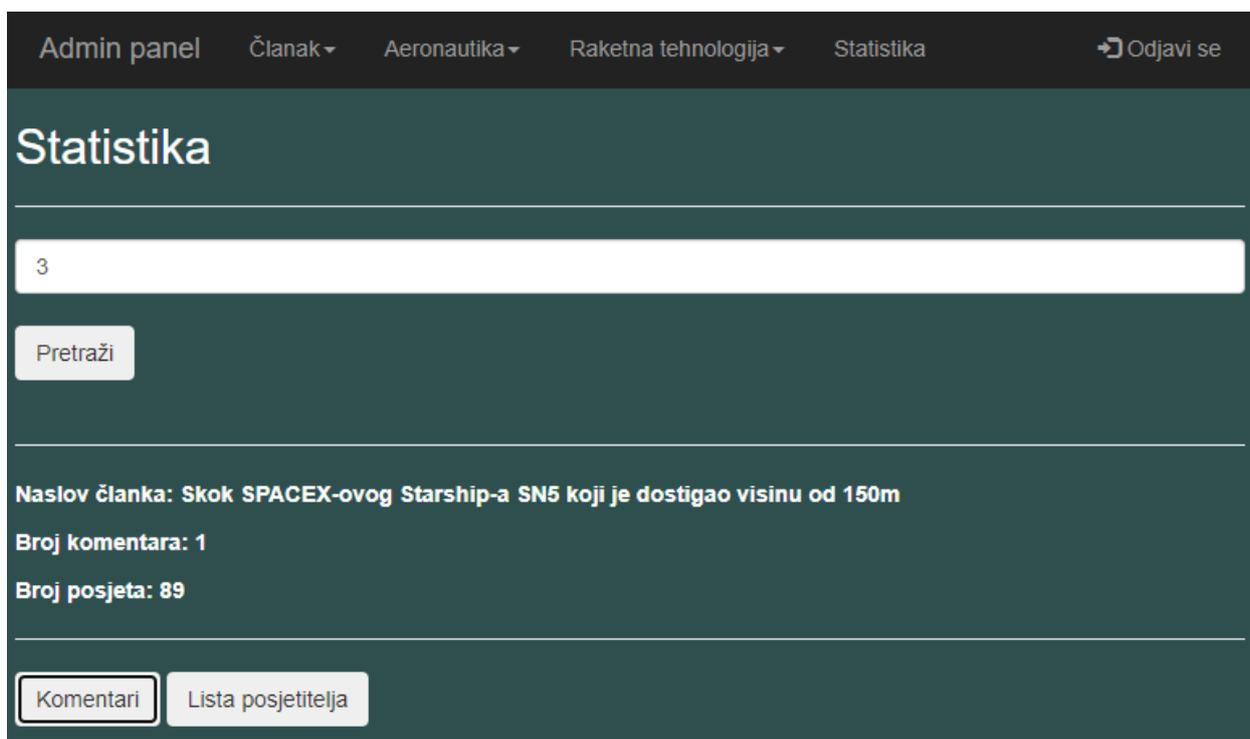 Admin panel Članak Aeronautika Raketna tehnologija Statistika Odjavi se
Statistika
3
Pretraži
Naslov članka: Skok SPACEX-ovog Starship-a SN5 koji je dostigao visinu od 150m
Broj komentara: 1
Broj posjeta: 89
Komentari Lista posjetitelja